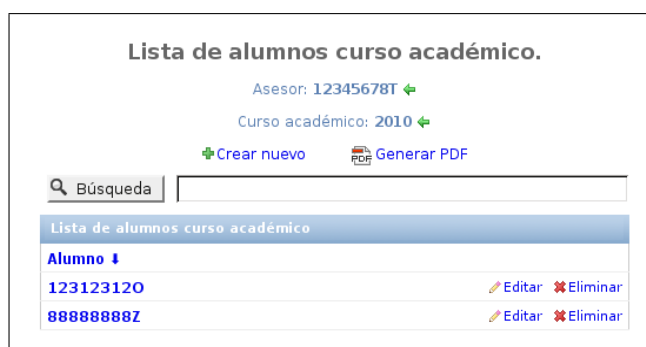 Lista de alumnos curso académico.
Asesor: 12345678T
Curso académico: 2010
Crear nuevo PDF Generar PDF
Búsqueda
Lista de alumnos curso académico
Alumno
12312312O Editar Eliminar
88888888Z Editar Eliminar